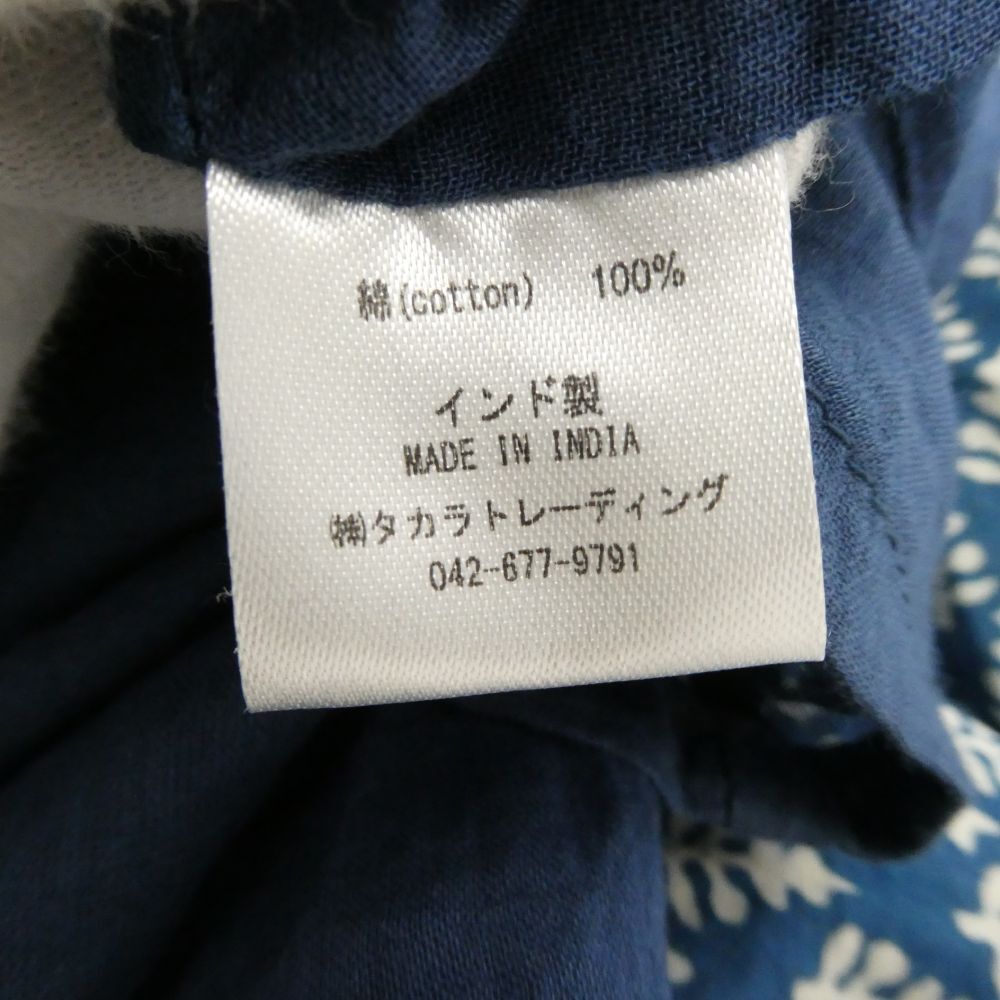 綿(cotton) 100%
インド製
MADE IN INDIA
㈱タカラトレーディング
042-677-9791